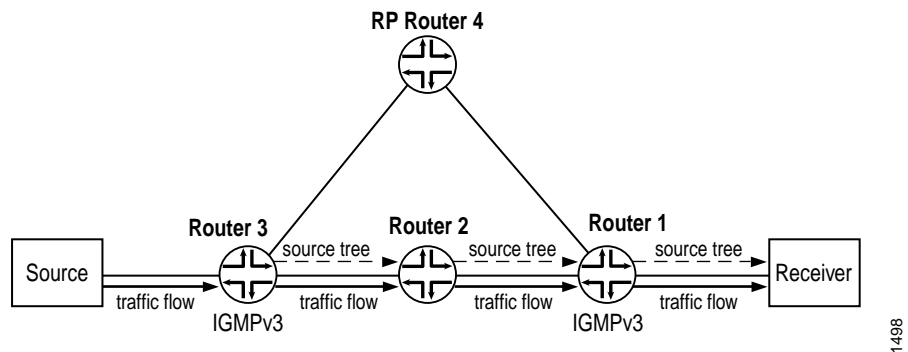 RP Router 4
Router 3
Router 2
Router 1
source tree
source tree
source tree
Source
Receiver
traffic flow
traffic flow
traffic flow
traffic flow
IGMPv3
IGMPv3
1498